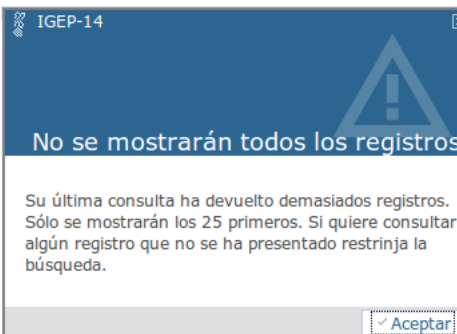 IGEP-14
No se mostrarán todos los registros
Su última consulta ha devuelto demasiados registros.
Sólo se mostrarán los 25 primeros. Si quiere consultar
algún registro que no se ha presentado restrinja la
búsqueda.
Aceptar